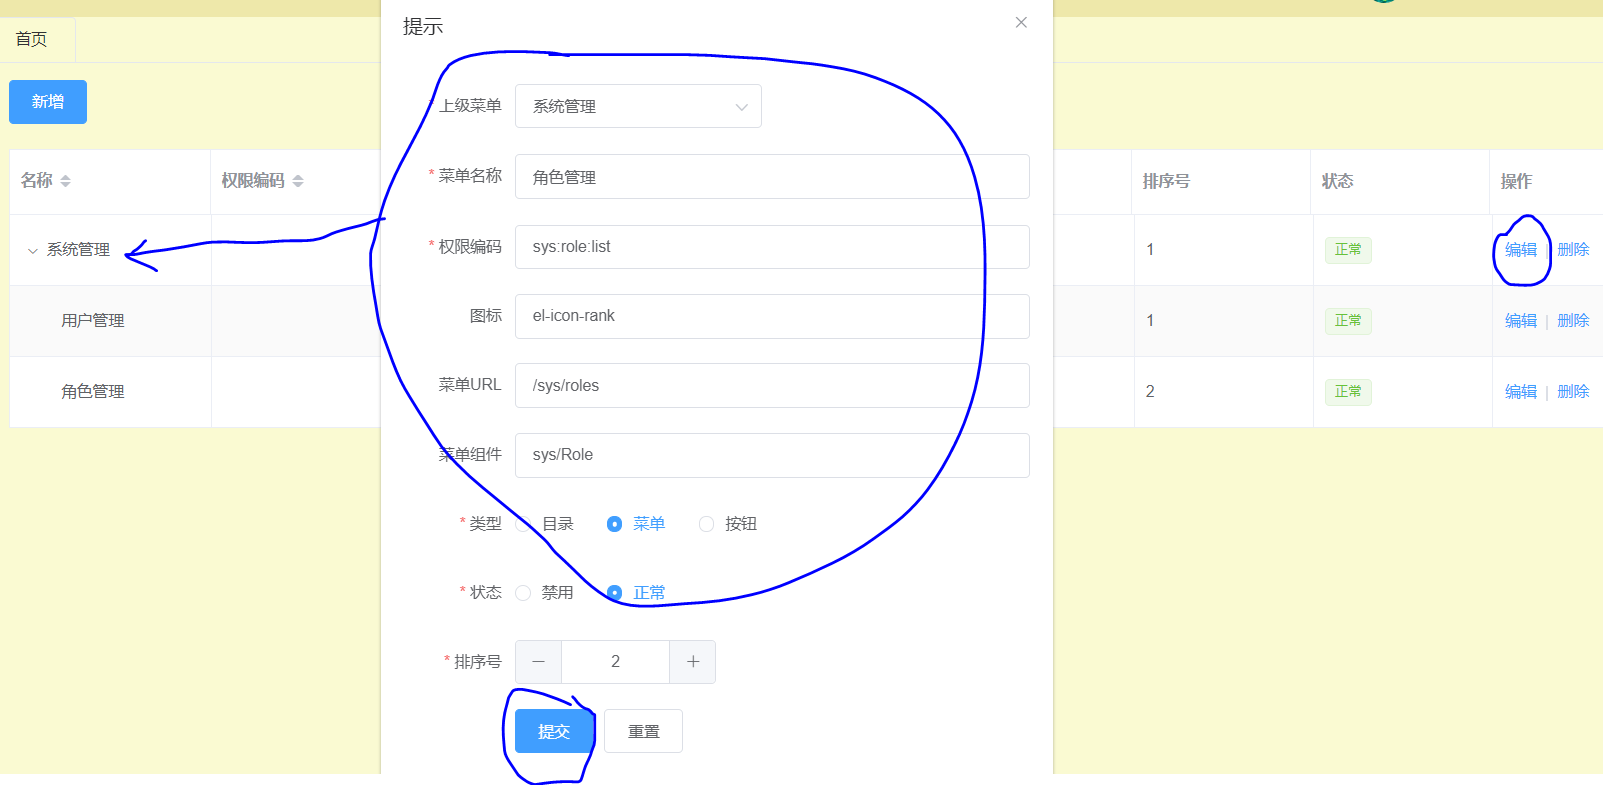 提示
首页
新增
* 上级菜单 系统管理
* 菜单名称 角色管理
* 权限编码 sys:role:list
图标 el-icon-rank
菜单URL /sys/roles
菜单组件 sys/Role
* 类型 目录 菜单 按钮
* 状态 禁用 正常
* 排序号 − 2 +
提交 重置
名称 权限编码 排序号 状态 操作
系统管理 1 正常 编辑 | 删除
用户管理 1 正常 编辑 | 删除
角色管理 2 正常 编辑 | 删除